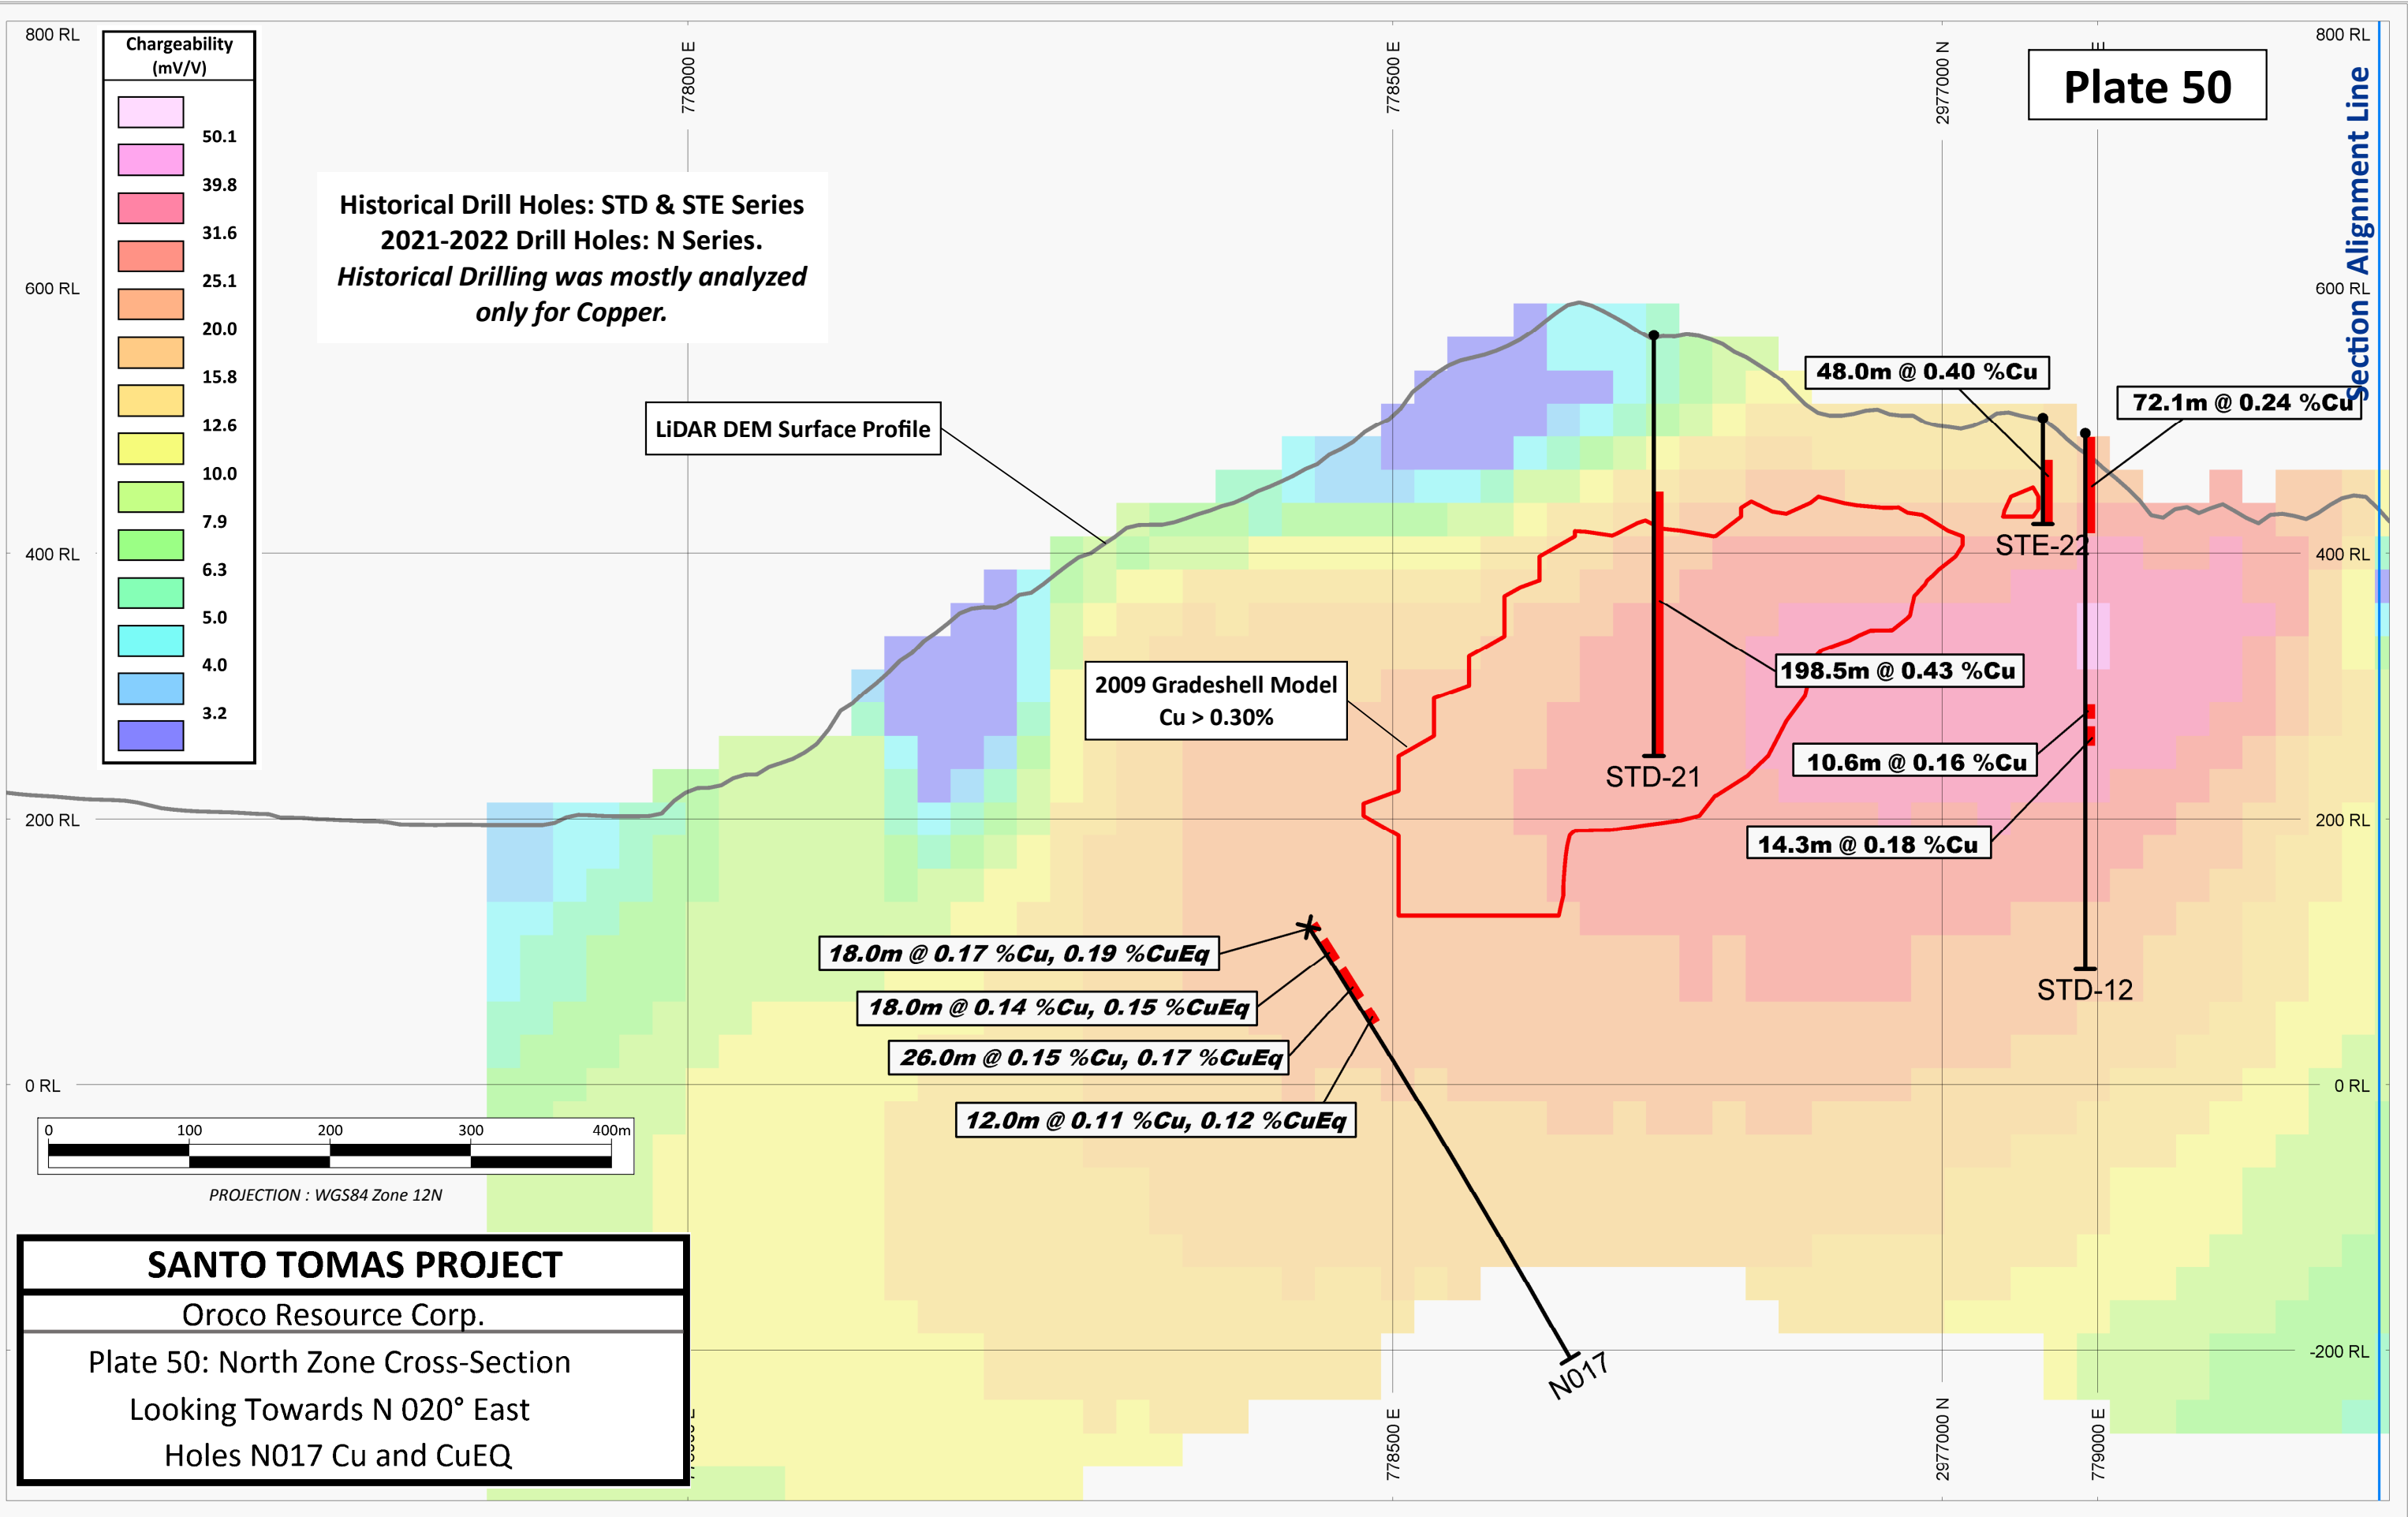 800 RL
Chargeability
(mV/V)
50.1
39.8
31.6
25.1
20.0
15.8
12.6
10.0
7.9
6.3
5.0
4.0
3.2
778000 E
778500 E
2977000 N
E
800 RL
Plate 50
Section Alignment Line
Historical Drill Holes: STD & STE Series
2021-2022 Drill Holes: N Series.
Historical Drilling was mostly analyzed
only for Copper.
600 RL
600 RL
48.0m @ 0.40 %Cu
72.1m @ 0.24 %Cu
LiDAR DEM Surface Profile
400 RL
STE-22
400 RL
2009 Gradeshell Model
Cu > 0.30%
198.5m @ 0.43 %Cu
STD-21
10.6m @ 0.16 %Cu
200 RL
200 RL
14.3m @ 0.18 %Cu
18.0m @ 0.17 %Cu, 0.19 %CuEq
STD-12
18.0m @ 0.14 %Cu, 0.15 %CuEq
26.0m @ 0.15 %Cu, 0.17 %CuEq
0 RL
0 RL
12.0m @ 0.11 %Cu, 0.12 %CuEq
0 100 200 300 400m
PROJECTION : WGS84 Zone 12N
SANTO TOMAS PROJECT
Oroco Resource Corp.
Plate 50: North Zone Cross-Section
Looking Towards N 020° East
Holes N017 Cu and CuEQ
N017
-200 RL
778500 E
2977000 N
779000 E